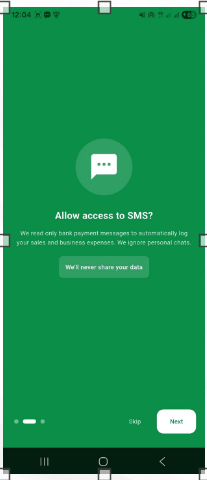 12:04
Allow access to SMS?
We read only bank payment messages to automatically log
your sales and business expenses. We ignore personal chats.
We'll never share your data
Skip
Next